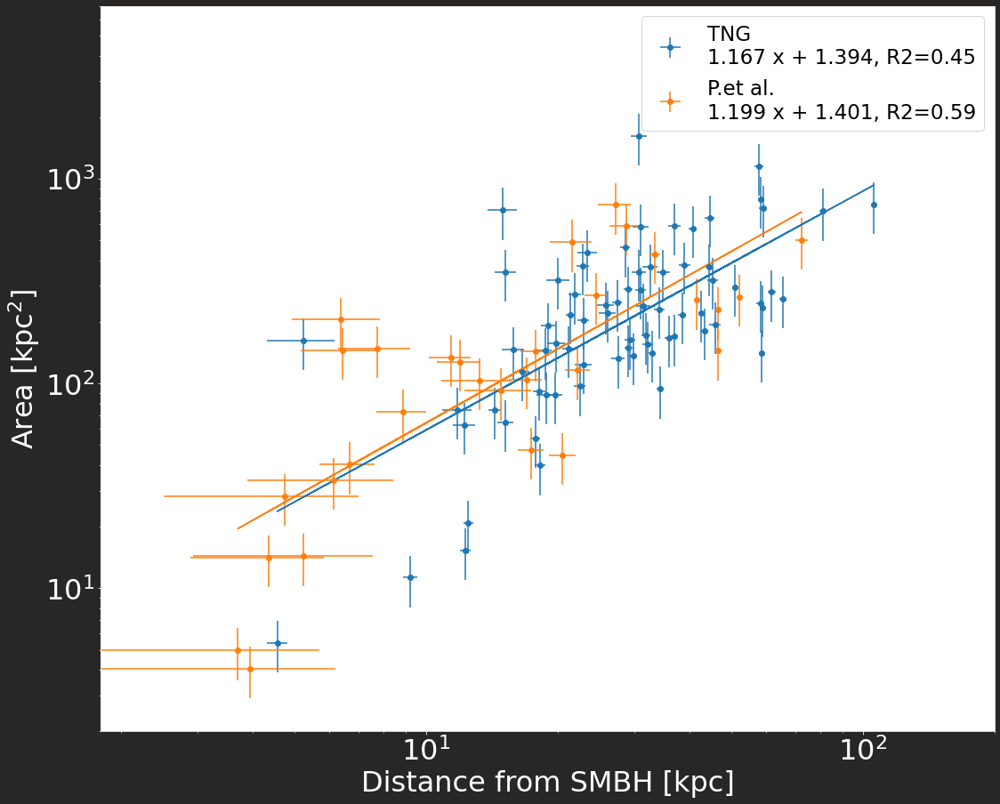 TNG
1.167 x + 1.394, R2=0.45
P.et al.
1.199 x + 1.401, R2=0.59
10³
10²
10¹
Area [kpc²]
10¹
10²
Distance from SMBH [kpc]